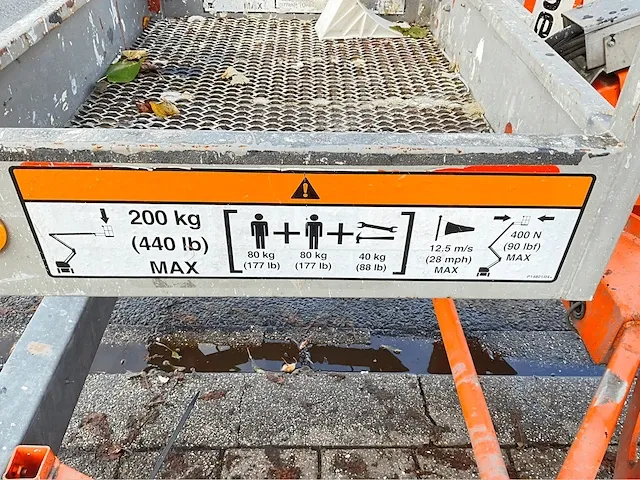 MAX
200 kg
(440 lb)
MAX
80 kg
(177 lb)
80 kg
(177 lb)
40 kg
(88 lb)
12.5 m/s
(28 mph)
MAX
400 N
(90 lbf)
MAX